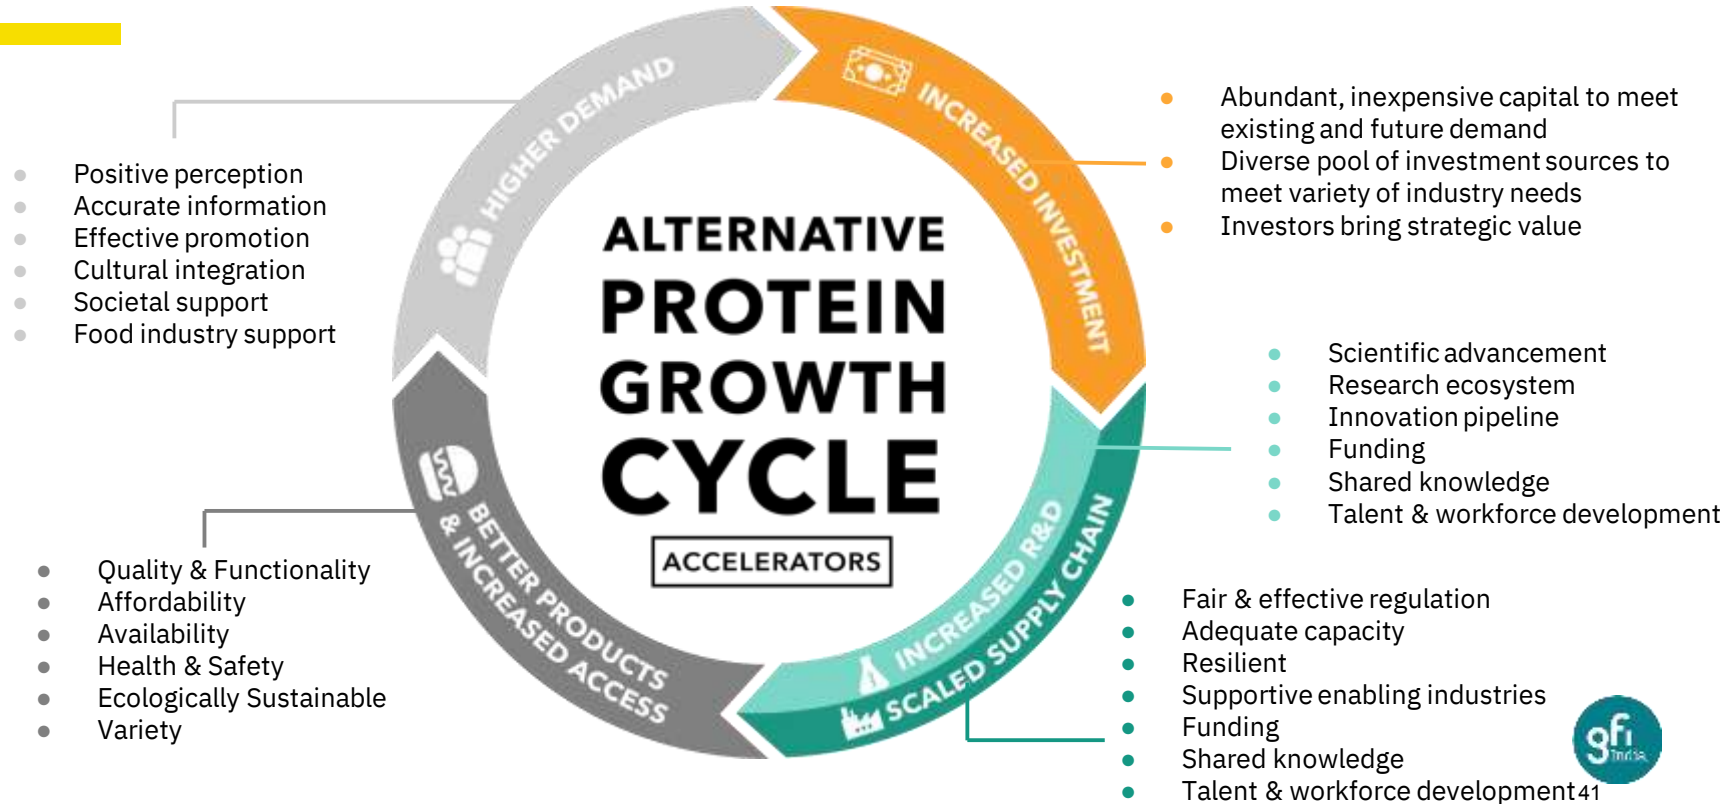 HIGHER DEMAND
INCREASED INVESTMENT
Abundant, inexpensive capital to meet
existing and future demand
Diverse pool of investment sources to
meet variety of industry needs
Investors bring strategic value
Positive perception
Accurate information
Effective promotion
Cultural integration
Societal support
Food industry support
ALTERNATIVE
PROTEIN
GROWTH
CYCLE
ACCELERATORS
Scientific advancement
Research ecosystem
Innovation pipeline
Funding
Shared knowledge
Talent & workforce development
INCREASED R&D
SCALED SUPPLY CHAIN
BETTER PRODUCTS
& INCREASED ACCESS
Quality & Functionality
Affordability
Availability
Health & Safety
Ecologically Sustainable
Variety
Fair & effective regulation
Adequate capacity
Resilient
Supportive enabling industries
Funding
Shared knowledge
Talent & workforce development
gfi
India
41